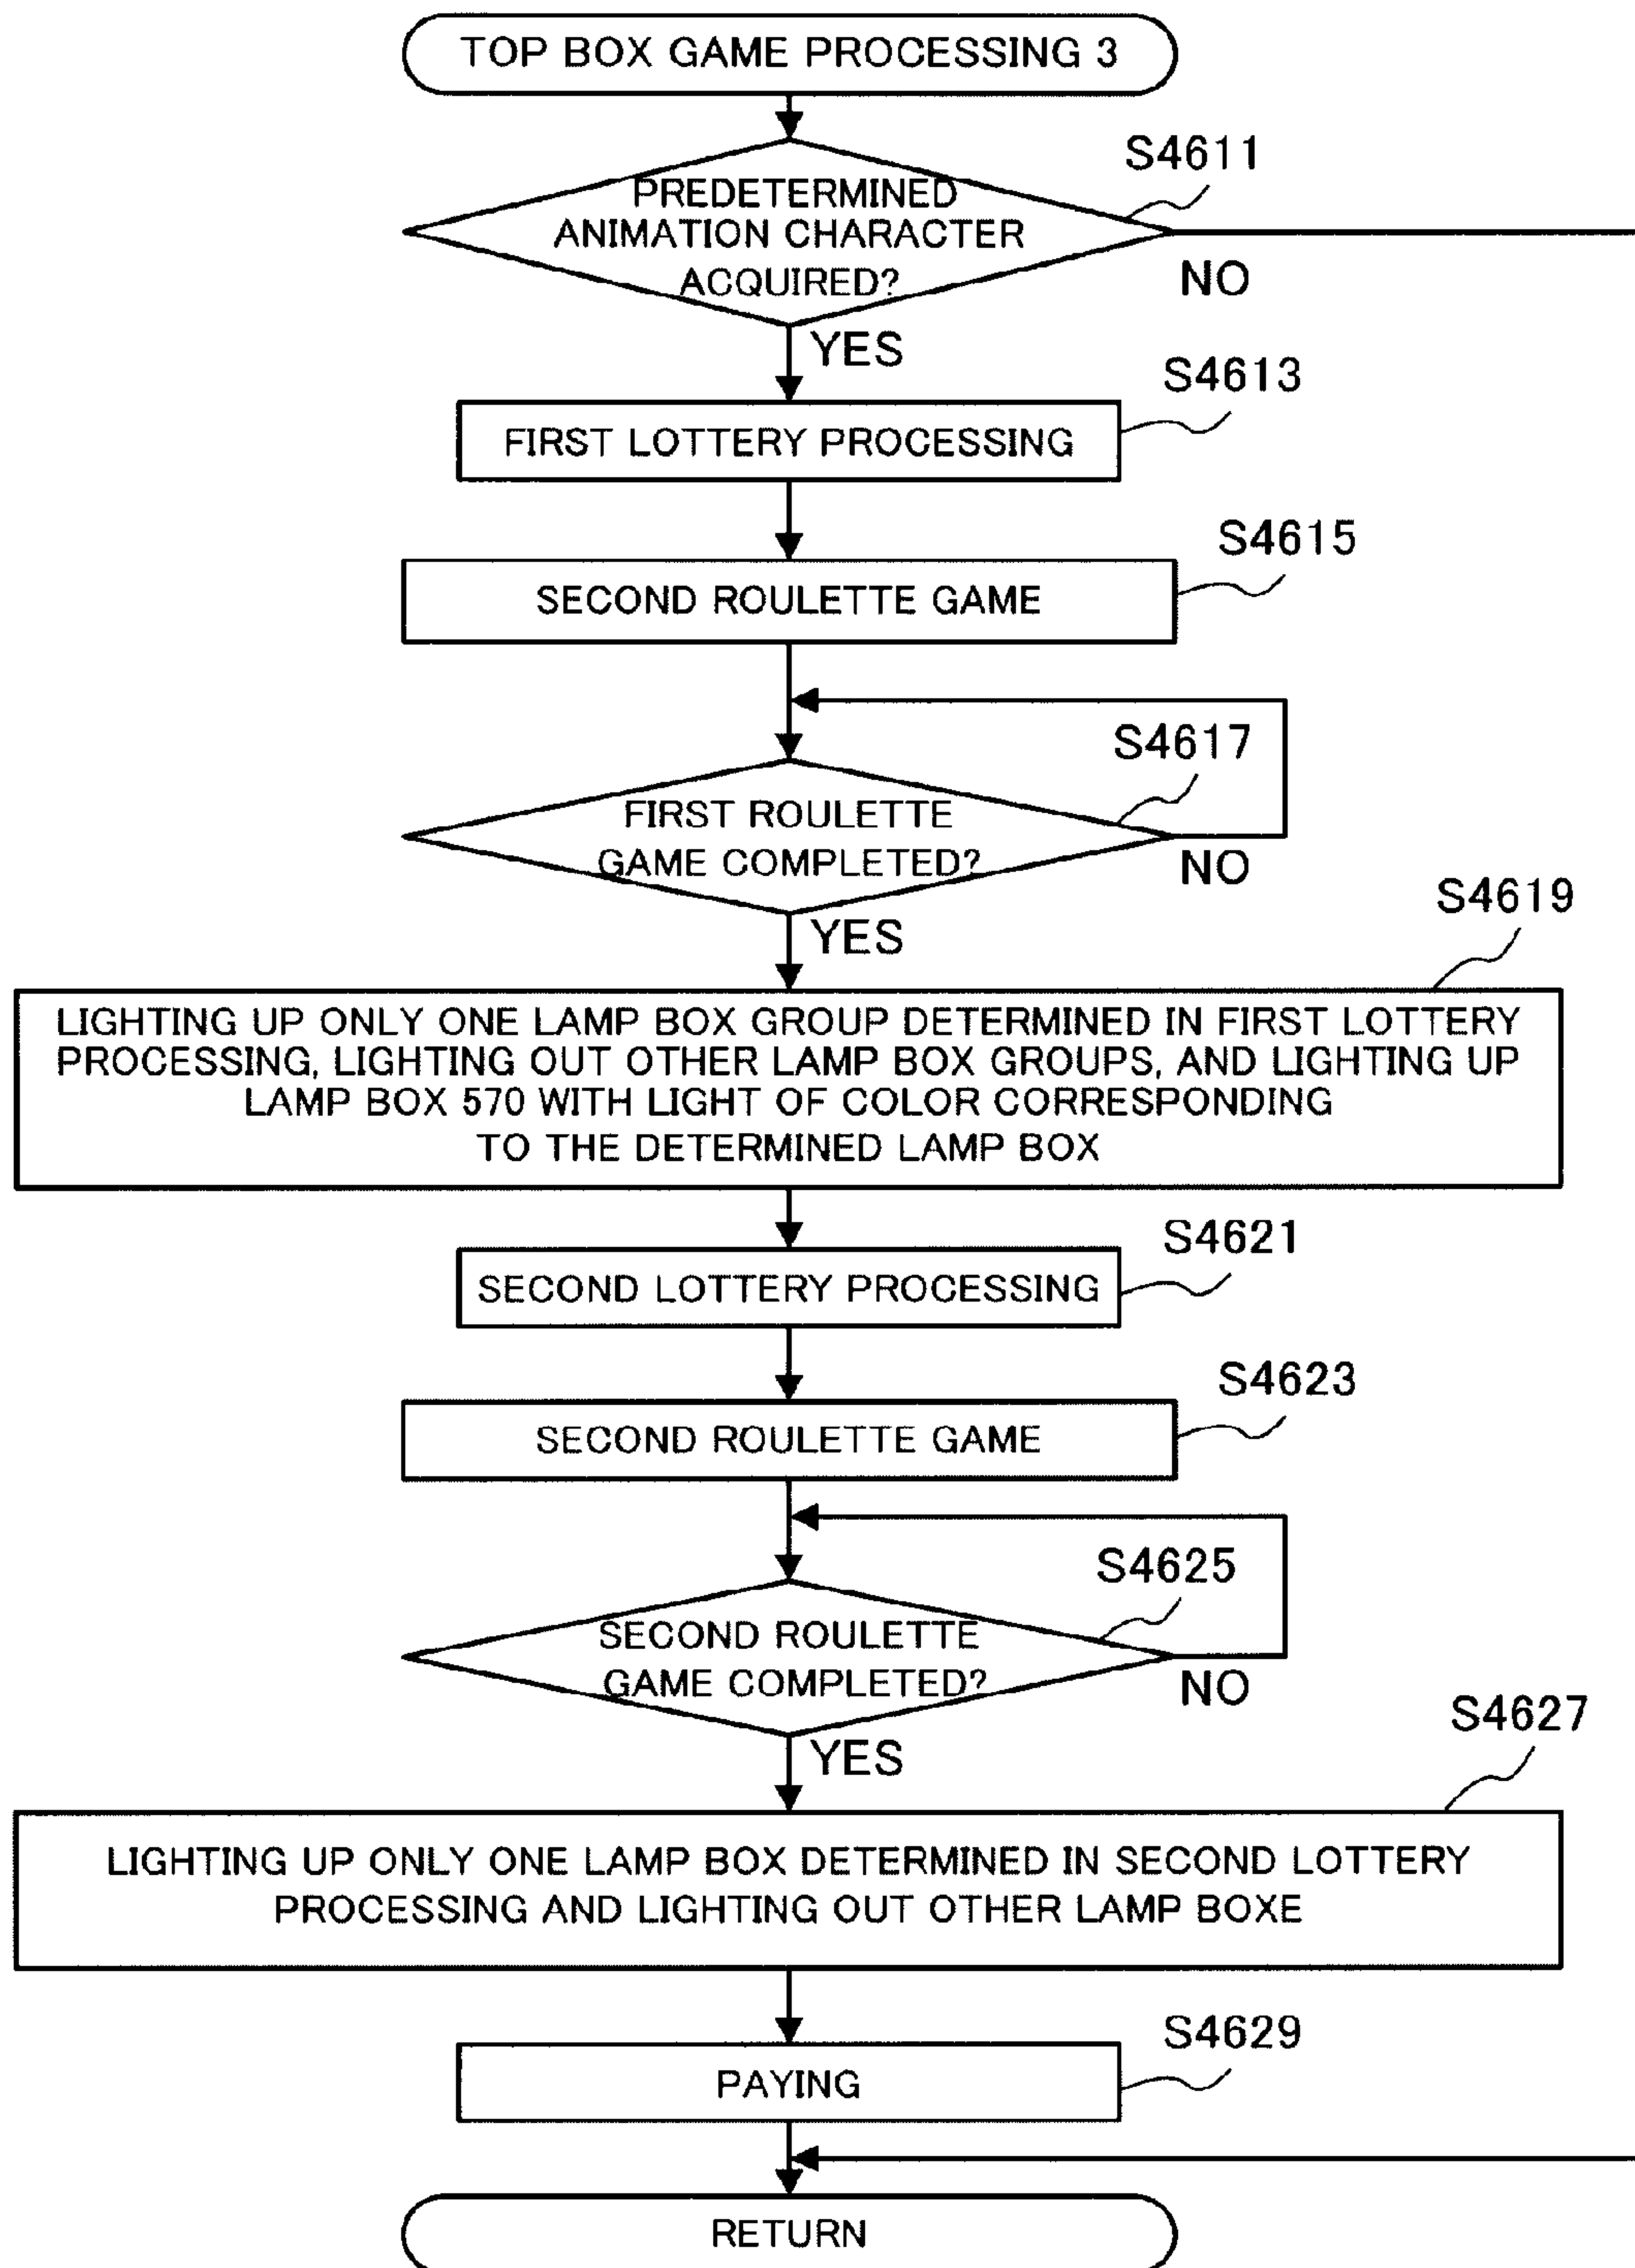 TOP BOX GAME PROCESSING 3
S4611
PREDETERMINED
ANIMATION CHARACTER
ACQUIRED?
NO
YES
S4613
FIRST LOTTERY PROCESSING
S4615
SECOND ROULETTE GAME
S4617
FIRST ROULETTE
GAME COMPLETED?
NO
YES
S4619
LIGHTING UP ONLY ONE LAMP BOX GROUP DETERMINED IN FIRST LOTTERY
PROCESSING, LIGHTING OUT OTHER LAMP BOX GROUPS, AND LIGHTING UP
LAMP BOX 570 WITH LIGHT OF COLOR CORRESPONDING
TO THE DETERMINED LAMP BOX
S4621
SECOND LOTTERY PROCESSING
S4623
SECOND ROULETTE GAME
S4625
SECOND ROULETTE
GAME COMPLETED?
NO
YES
S4627
LIGHTING UP ONLY ONE LAMP BOX DETERMINED IN SECOND LOTTERY
PROCESSING AND LIGHTING OUT OTHER LAMP BOXE
S4629
PAYING
RETURN